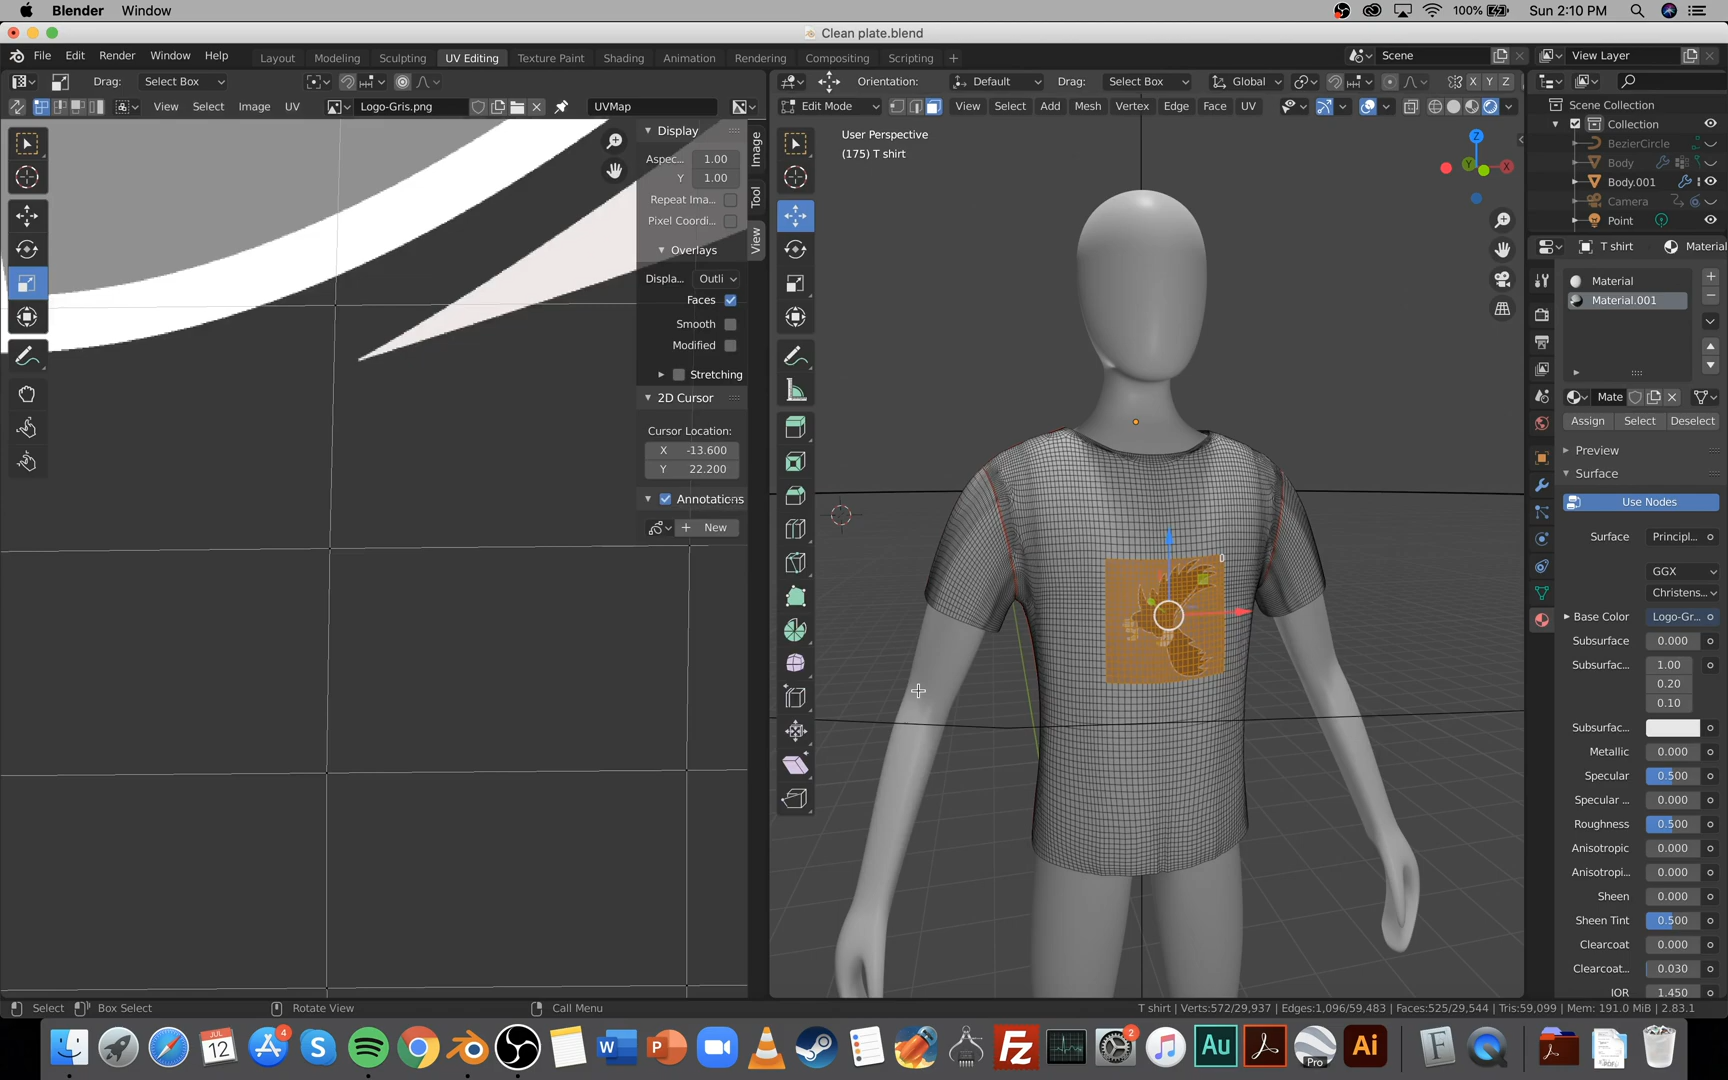 Blender Window 100% Sun 2:10 PM
Clean plate.blend
File Edit Render Window Help Layout Modeling Sculpting UV Editing Texture Paint Shading Animation Rendering Compositing Scripting + Scene View Layer
Drag: Select Box Orientation: Default Drag: Select Box Global X Y Z
View Select Image UV Logo-Gris.png UVMap Edit Mode View Select Add Mesh Vertex Edge Face UV
Scene Collection
Collection
BezierCircle
Body
Body.001
Camera
Point
Display
Aspec... 1.00
Y 1.00
Repeat Ima...
Pixel Coordi...
Overlays
Displa... Outli
Faces
Smooth
Modified
Stretching
2D Cursor
Cursor Location:
X -13.600
Y 22.200
Annotations
+ New
Image
Tool
View
User Perspective
(175) T shirt
Z
X
Y
T shirt Material
Material
Material.001
Mate
Assign Select Deselect
Preview
Surface
Use Nodes
Surface Principl...
GGX
Christens...
Base Color Logo-Gr...
Subsurface 0.000
Subsurfac... 1.00
0.20
0.10
Subsurfac...
Metallic 0.000
Specular 0.500
Specular ... 0.000
Roughness 0.500
Anisotropic 0.000
Anisotropi... 0.000
Sheen 0.000
Sheen Tint 0.500
Clearcoat 0.000
Clearcoat... 0.030
IOR 1.450
Select Box Select Rotate View Call Menu T shirt | Verts:572/29,937 | Edges:1,096/59,483 | Faces:525/29,544 | Tris:59,099 | Mem: 191.0 MiB | 2.83.1
JUL
12
4
W
P
zoom
Fz
2
Au
Pro
Ai
F